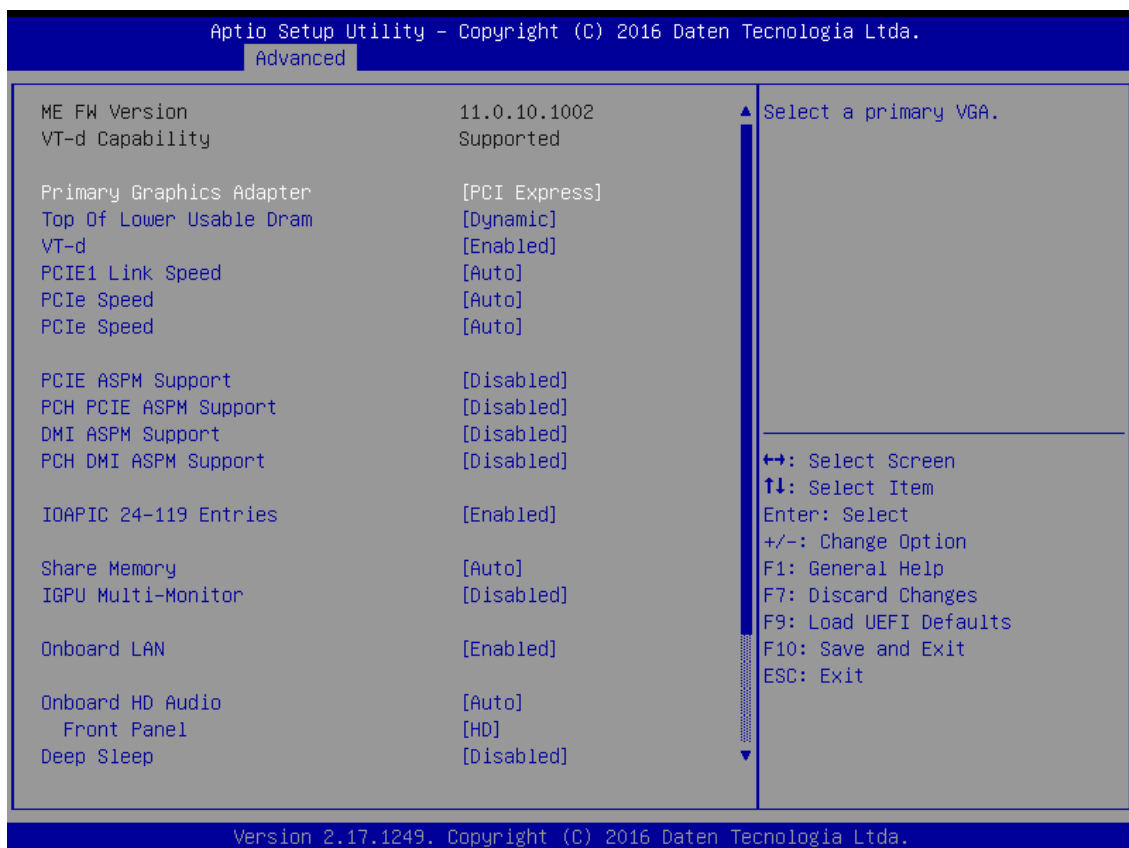 Aptio Setup Utility – Copyright (C) 2016 Daten Tecnologia Ltda.
Advanced
ME FW Version 11.0.10.1002
VT-d Capability Supported
Primary Graphics Adapter [PCI Express]
Top Of Lower Usable Dram [Dynamic]
VT-d [Enabled]
PCIE1 Link Speed [Auto]
PCIe Speed [Auto]
PCIe Speed [Auto]
PCIE ASPM Support [Disabled]
PCH PCIE ASPM Support [Disabled]
DMI ASPM Support [Disabled]
PCH DMI ASPM Support [Disabled]
IOAPIC 24-119 Entries [Enabled]
Share Memory [Auto]
IGPU Multi-Monitor [Disabled]
Onboard LAN [Enabled]
Onboard HD Audio [Auto]
Front Panel [HD]
Deep Sleep [Disabled]
Select a primary VGA.
↔: Select Screen
↑↓: Select Item
Enter: Select
+/-: Change Option
F1: General Help
F7: Discard Changes
F9: Load UEFI Defaults
F10: Save and Exit
ESC: Exit
Version 2.17.1249. Copyright (C) 2016 Daten Tecnologia Ltda.